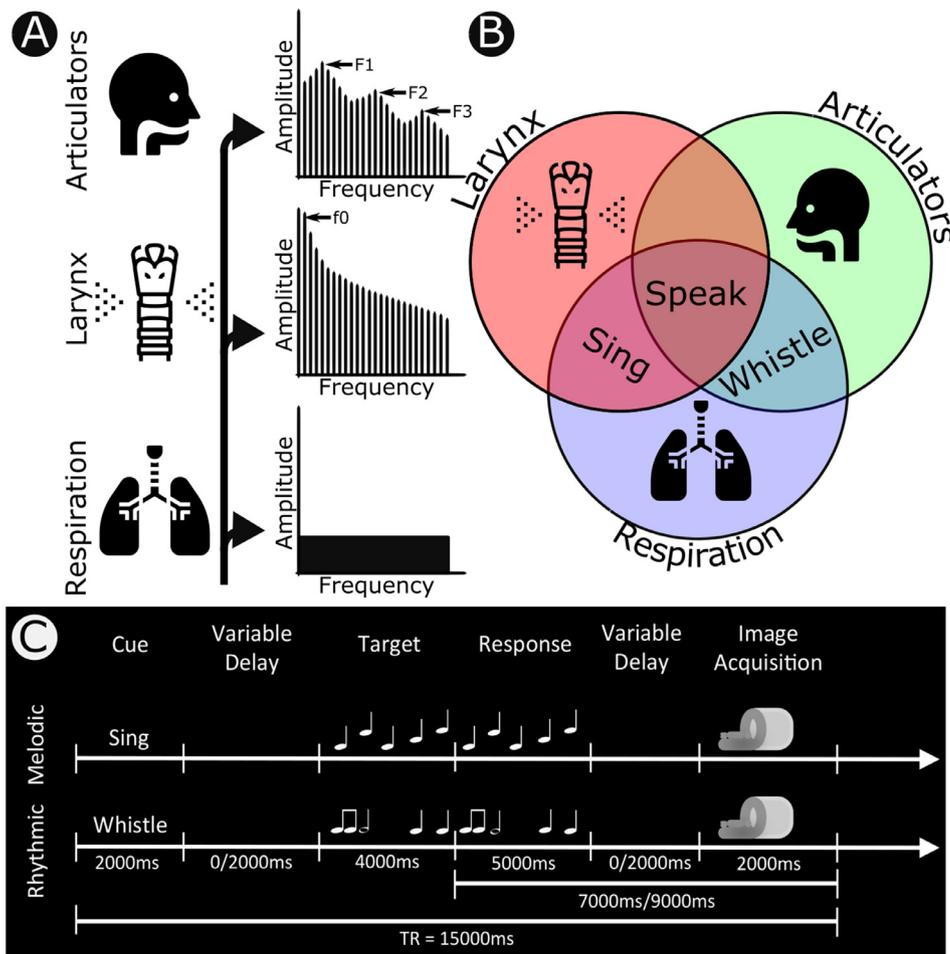 A
Articulators
Amplitude
F1
F2
F3
Frequency
Larynx
Amplitude
f0
Frequency
Respiration
Amplitude
Frequency
B
Larynx
Articulators
Speak
Sing
Whistle
Respiration
C
Cue
Variable
Delay
Target
Response
Variable
Delay
Image
Acquisition
Melodic
Sing
Rhythmic
Whistle
2000ms
0/2000ms
4000ms
5000ms
0/2000ms
2000ms
7000ms/9000ms
TR = 15000ms